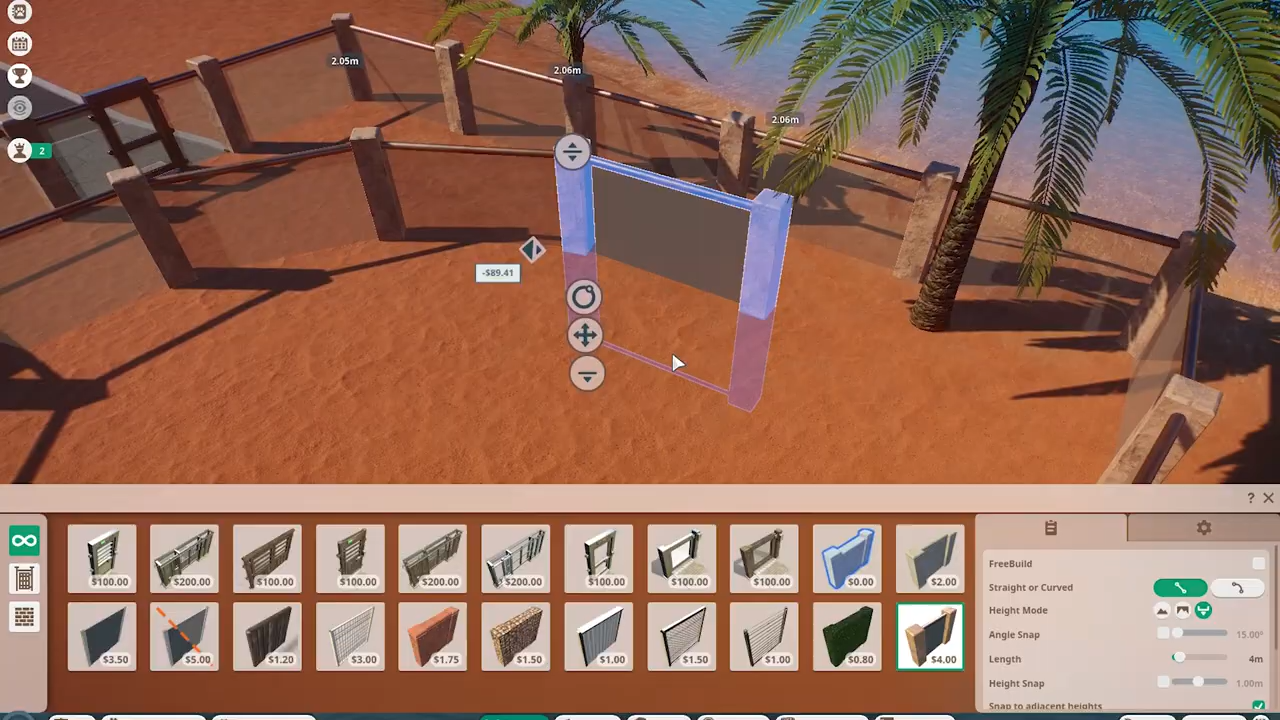 2.05m
2.06m
2.06m
2
-$89.41
? 
$100.00 $200.00 $100.00 $100.00 $200.00 $200.00 $100.00 $100.00 $100.00 $0.00 $2.00
$3.50 $5.00 $1.20 $3.00 $1.75 $1.50 $1.00 $1.50 $1.00 $0.80 $4.00
FreeBuild
Straight or Curved
Height Mode
Angle Snap 15.00°
Length 4m
Height Snap 1.00m
Snap to adjacent heights